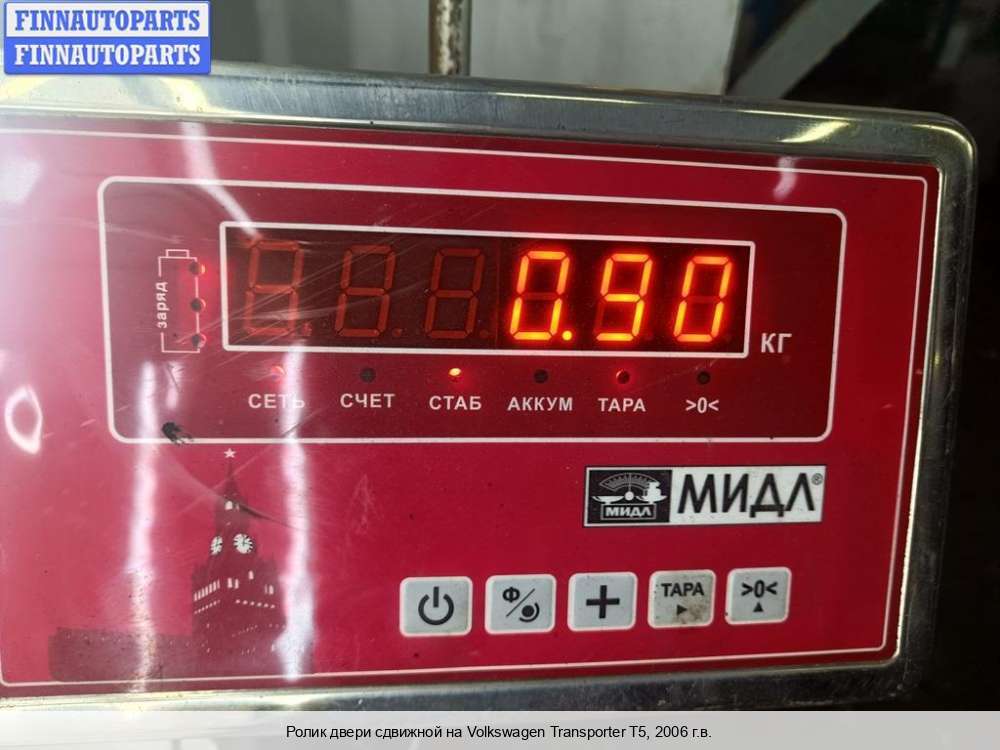 FINNAUTOPARTS
FINNAUTOPARTS
заряд
0.90
КГ
СЕТЬ СЧЕТ СТАБ АККУМ ТАРА >0<
МИДЛ МИДЛ®
Ф ТАРА >0<
Ролик двери сдвижной на Volkswagen Transporter T5, 2006 г.в.